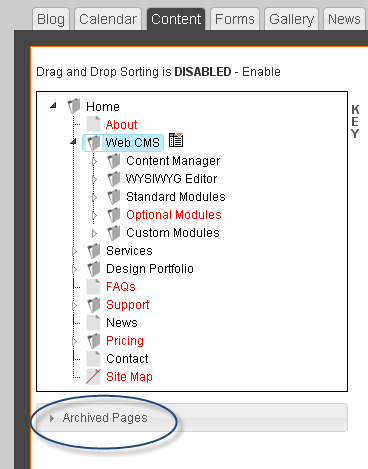 Blog Calendar Content Forms Gallery News
Drag and Drop Sorting is DISABLED - Enable
Home
About
Web CMS
Content Manager
WYSIWYG Editor
Standard Modules
Optional Modules
Custom Modules
Services
Design Portfolio
FAQs
Support
News
Pricing
Contact
Site Map
K
E
Y
Archived Pages